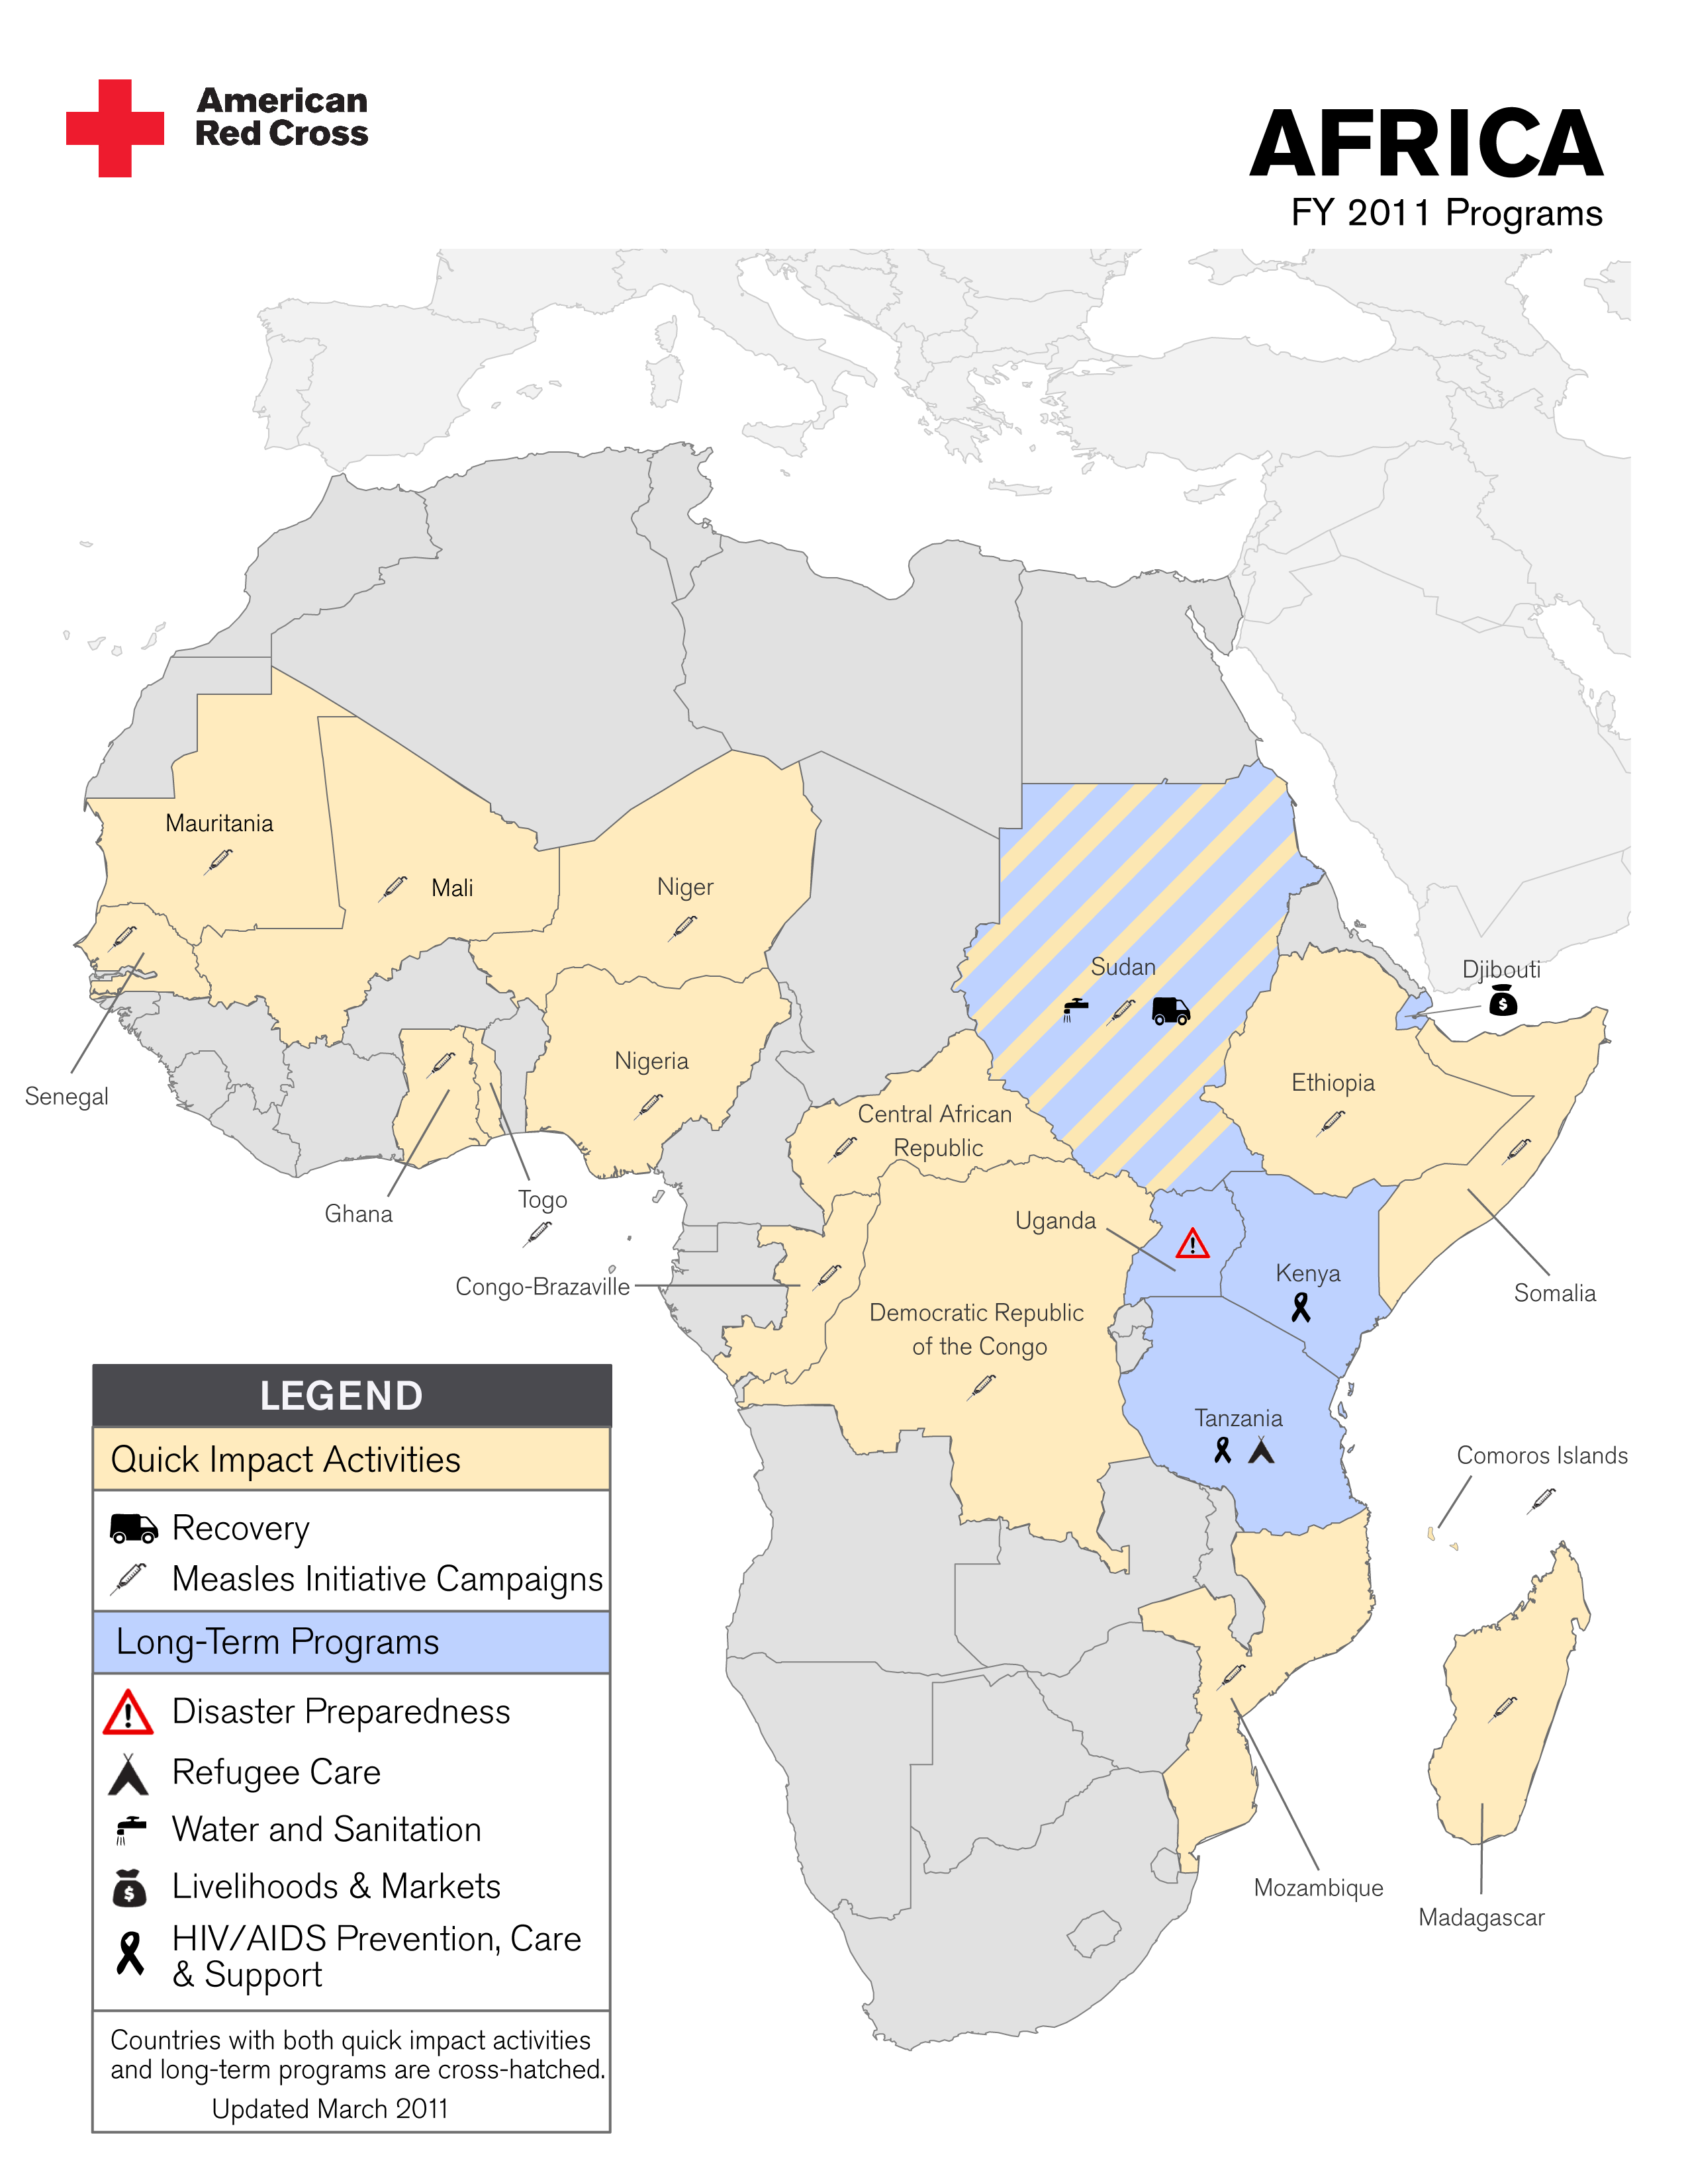 American
Red Cross
AFRICA
FY 2011 Programs
Mauritania
Mali
Niger
Sudan
Djibouti
Senegal
Nigeria
Ethiopia
Central African
Republic
Ghana
Togo
Uganda
Congo-Brazaville
Kenya
Somalia
Democratic Republic
of the Congo
Tanzania
Comoros Islands
Mozambique
Madagascar
LEGEND
Quick Impact Activities
Recovery
Measles Initiative Campaigns
Long-Term Programs
Disaster Preparedness
Refugee Care
Water and Sanitation
$
Livelihoods & Markets
HIV/AIDS Prevention, Care
& Support
Countries with both quick impact activities
and long-term programs are cross-hatched.
Updated March 2011